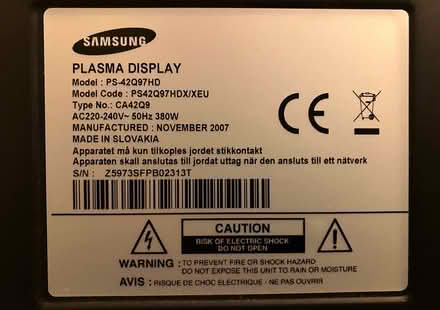 SAMSUNG
PLASMA DISPLAY
Model : PS-42Q97HD
Model Code : PS42Q97HDX/XEU
Type No.: CA42Q9
AC220-240V~ 50Hz 380W
MANUFACTURED : NOVEMBER 2007
MADE IN SLOVAKIA
Apparatet må kun tilkoples jordet stikkontakt
Apparaten skall anslutas till jordat uttag när den ansluts till ett nätverk
S/N : Z5973SFPB02313T
CE
CAUTION
RISK OF ELECTRIC SHOCK
DO NOT OPEN
WARNING : TO PREVENT FIRE OR SHOCK HAZARD
DO NOT EXPOSE THIS UNIT TO RAIN OR MOISTURE
AVIS : RISQUE DE CHOC ELECTRIQUE - NE PAS OUVRIR